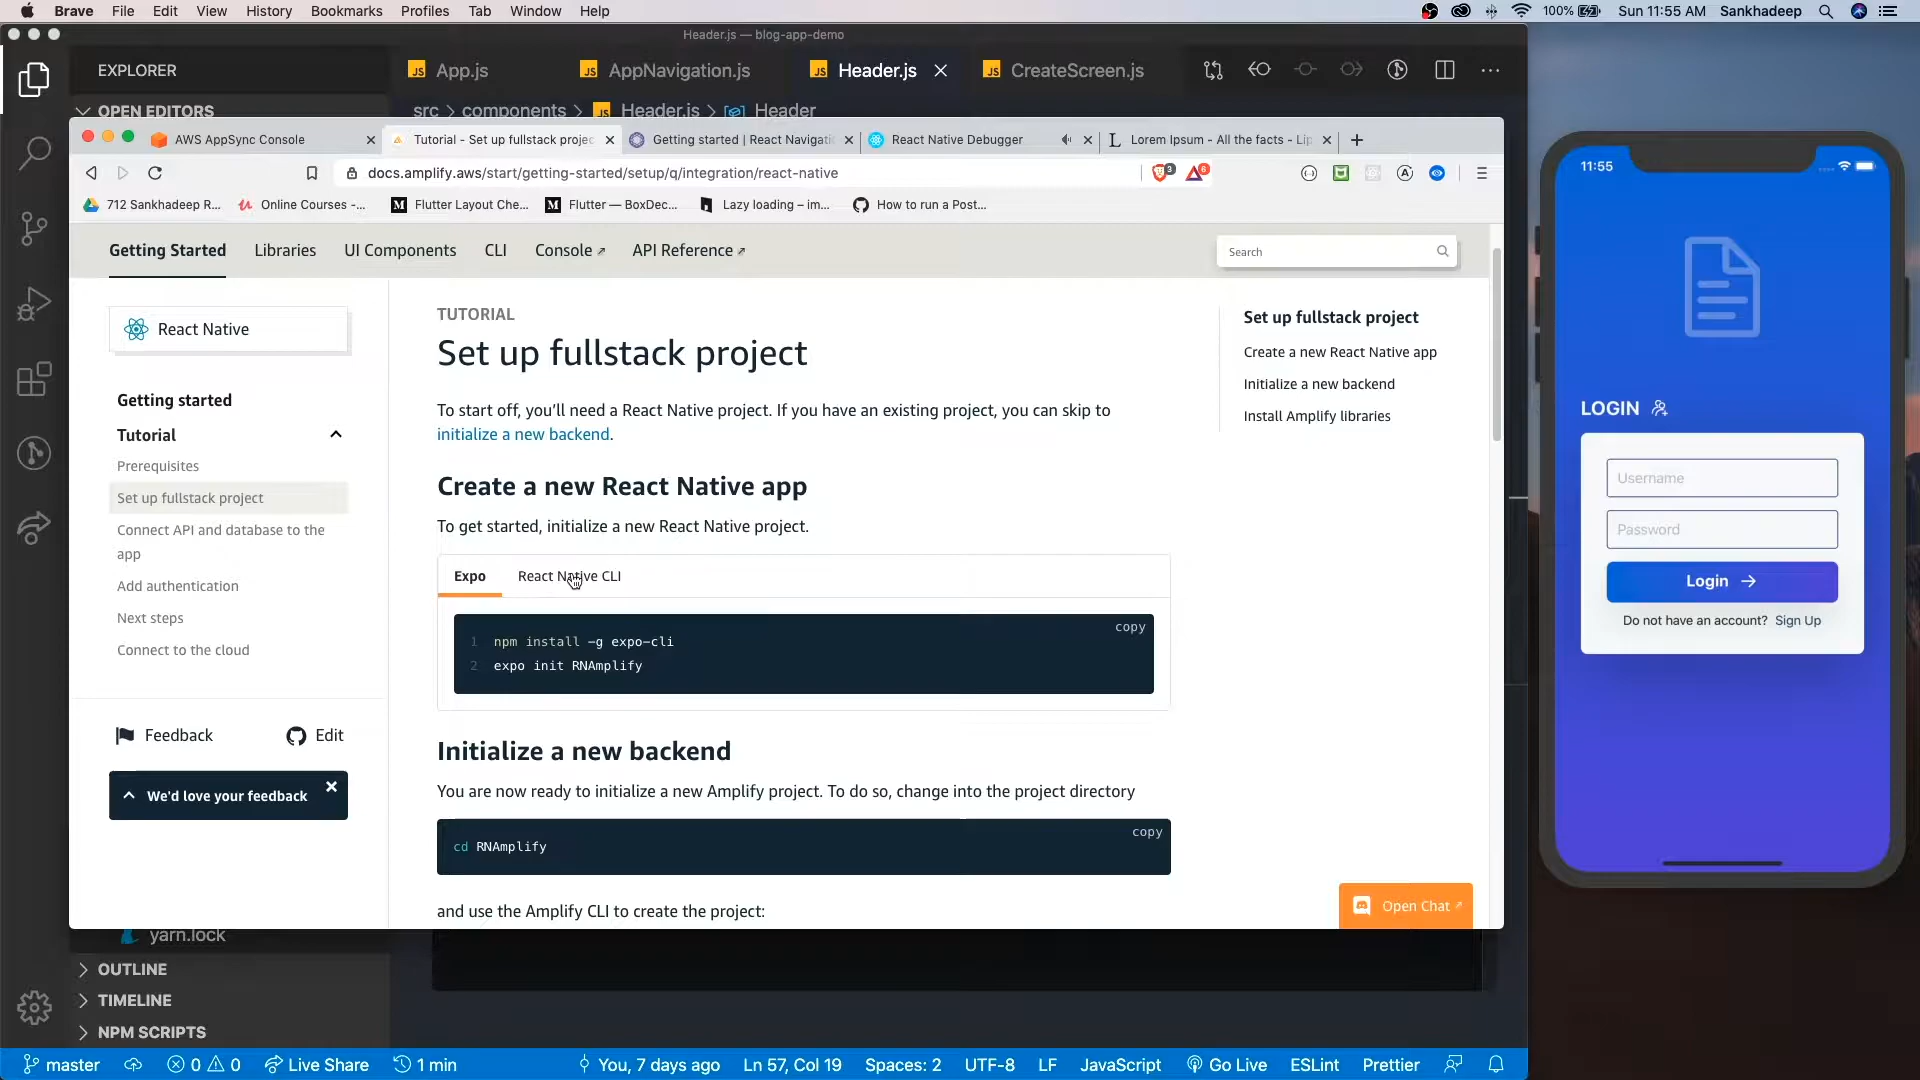 Brave File Edit View History Bookmarks Profiles Tab Window Help
100% Sun 11:55 AM Sankhadeep
Header.js — blog-app-demo
EXPLORER
JS App.js
JS AppNavigation.js
JS Header.js
JS CreateScreen.js
OPEN EDITORS
src > components > JS Header.js > Header
AWS AppSync Console
Tutorial - Set up fullstack projec
Getting started | React Navigati
React Native Debugger
Lorem Ipsum - All the facts - Lip
docs.amplify.aws/start/getting-started/setup/q/integration/react-native
3
6
712 Sankhadeep R...
Online Courses -...
Flutter Layout Che...
Flutter — BoxDec...
Lazy loading – im...
How to run a Post...
Getting Started
Libraries
UI Components
CLI
Console
API Reference
Search
React Native
Getting started
Tutorial
Prerequisites
Set up fullstack project
Connect API and database to the
app
Add authentication
Next steps
Connect to the cloud
Feedback
Edit
We'd love your feedback
TUTORIAL
Set up fullstack project
To start off, you’ll need a React Native project. If you have an existing project, you can skip to
initialize a new backend.
Create a new React Native app
To get started, initialize a new React Native project.
Expo
React Native CLI
copy
1 npm install -g expo-cli
2 expo init RNAmplify
Initialize a new backend
You are now ready to initialize a new Amplify project. To do so, change into the project directory
copy
cd RNAmplify
and use the Amplify CLI to create the project:
Set up fullstack project
Create a new React Native app
Initialize a new backend
Install Amplify libraries
Open Chat
yarn.lock
OUTLINE
TIMELINE
NPM SCRIPTS
master
0 0
Live Share
1 min
You, 7 days ago
Ln 57, Col 19
Spaces: 2
UTF-8
LF
JavaScript
Go Live
ESLint
Prettier
11:55
LOGIN
Username
Password
Login
Do not have an account? Sign Up